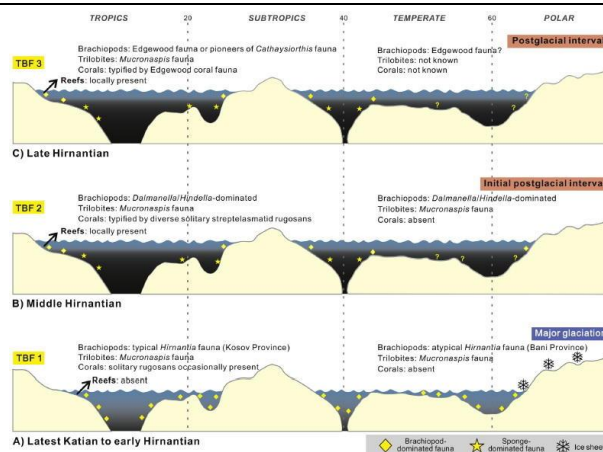 TROPICS 20 SUBTROPICS 40 TEMPERATE 60 POLAR
Brachiopods: Edgewood fauna or pioneers of Cathaysiorthis fauna
Trilobites: Mucronaspis fauna
Corals: typified by Edgewood coral fauna
Brachiopods: Edgewood fauna?
Trilobites: not known
Corals: not known
Postglacial interval
TBF 3
Reefs: locally present
? ?
C) Late Hirnantian
Initial postglacial interval
TBF 2
Brachiopods: Dalmanella/Hindella-dominated
Trilobites: Mucronaspis fauna
Corals: typified by diverse solitary streptelasmatid rugosans
Brachiopods: Dalmanella/Hindella-dominated
Trilobites: Mucronaspis fauna
Corals: absent
Reefs: locally present
? ?
B) Middle Hirnantian
Major glaciation
TBF 1
Brachiopods: typical Hirnantia fauna (Kosov Province)
Trilobites: Mucronaspis fauna
Corals: solitary rugosans occasionally present
Brachiopods: atypical Hirnantia fauna (Bani Province)
Trilobites: Mucronaspis fauna
Corals: absent
Reefs: absent
A) Latest Katian to early Hirnantian
Brachiopod-
dominated fauna
Sponge-
dominated fauna
Ice sheet